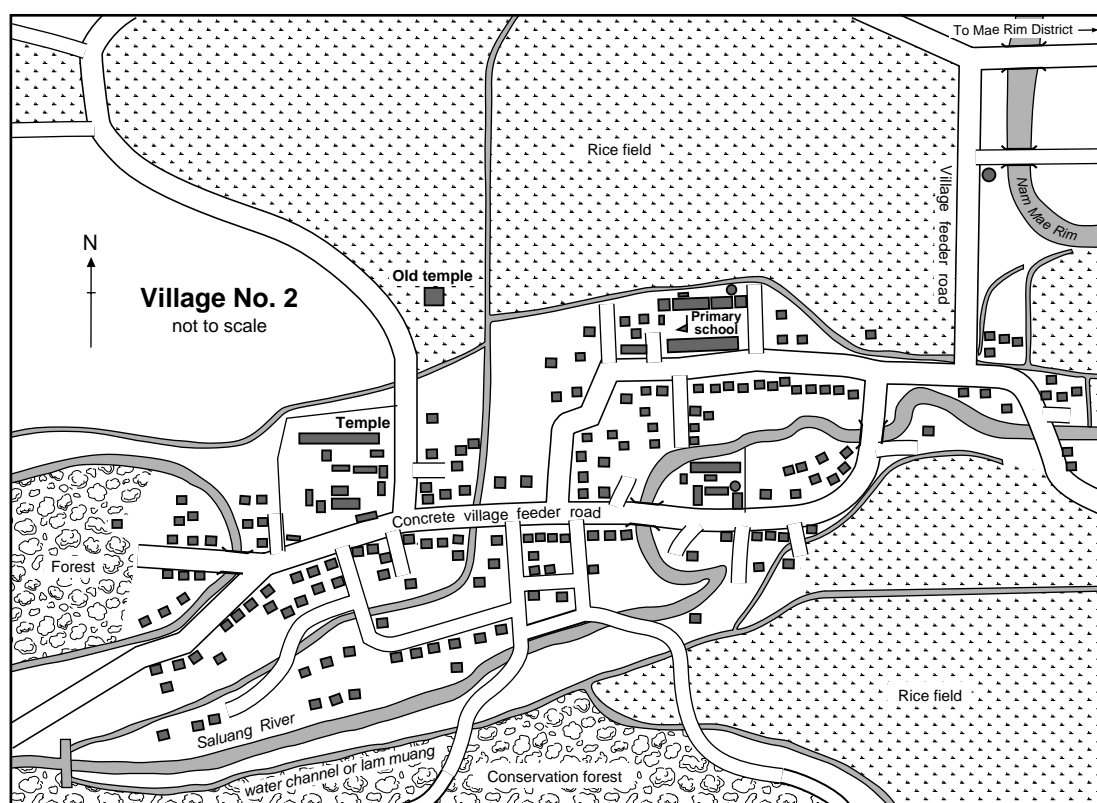 To Mae Rim District
Rice field
Village feeder road
Nam Mae Rim
N
Old temple
Village No. 2
not to scale
Primary
school
Temple
Concrete village feeder road
Forest
Rice field
Saluang River
water channel or lam muang
Conservation forest